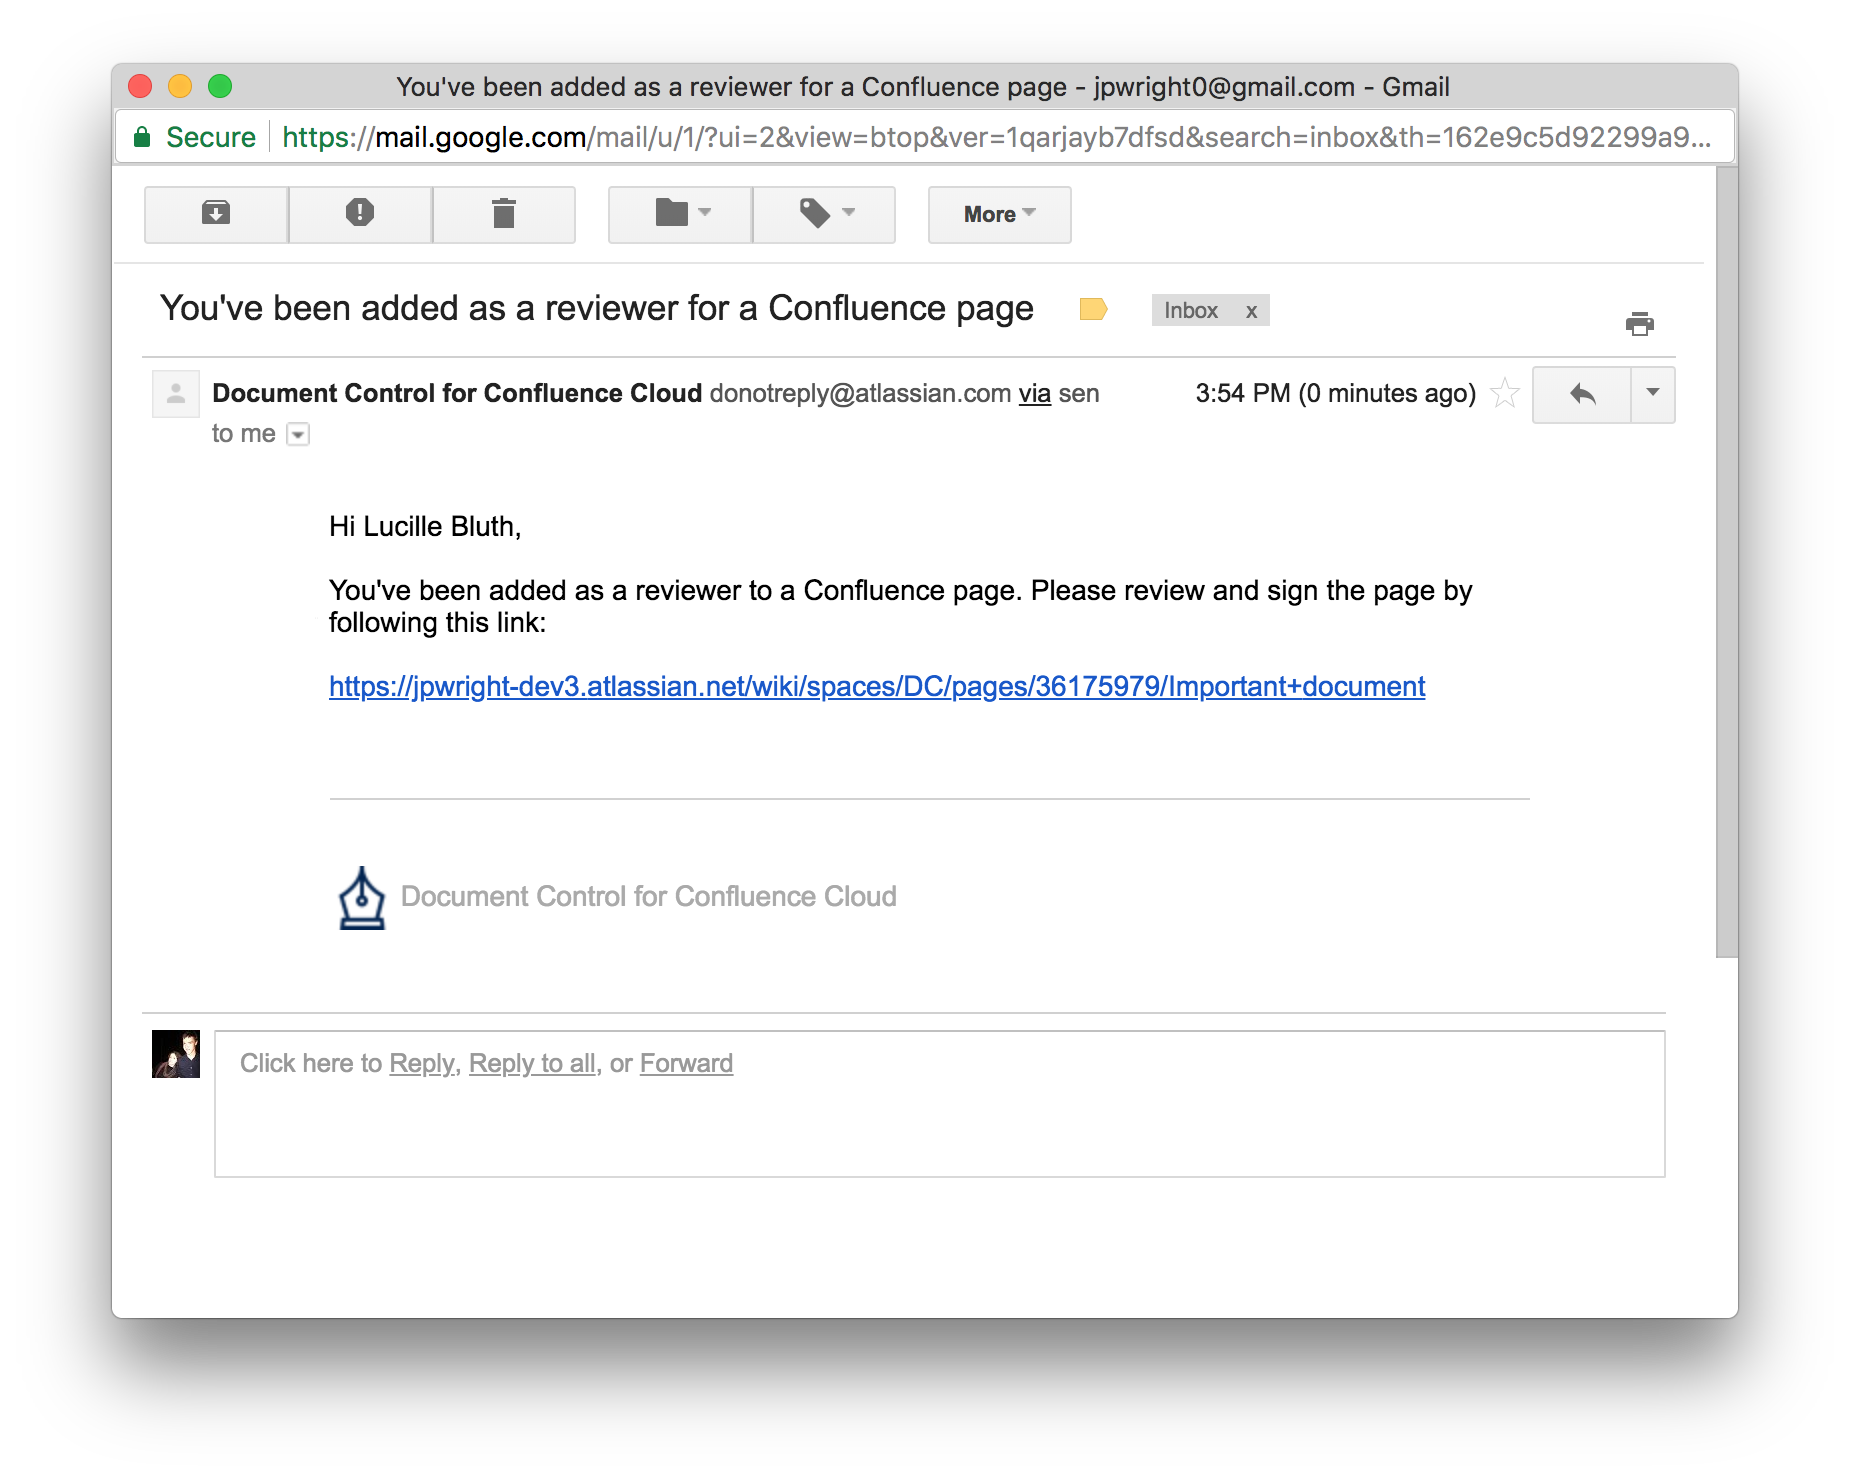 You've been added as a reviewer for a Confluence page - jpwright0@gmail.com - Gmail
Secure https://mail.google.com/mail/u/1/?ui=2&view=btop&ver=1qarjayb7dfsd&search=inbox&th=162e9c5d92299a9...
More
You've been added as a reviewer for a Confluence page Inbox x
Document Control for Confluence Cloud donotreply@atlassian.com via sen 3:54 PM (0 minutes ago)
to me
Hi Lucille Bluth,
You've been added as a reviewer to a Confluence page. Please review and sign the page by
following this link:
https://jpwright-dev3.atlassian.net/wiki/spaces/DC/pages/36175979/Important+document
Document Control for Confluence Cloud
Click here to Reply, Reply to all, or Forward